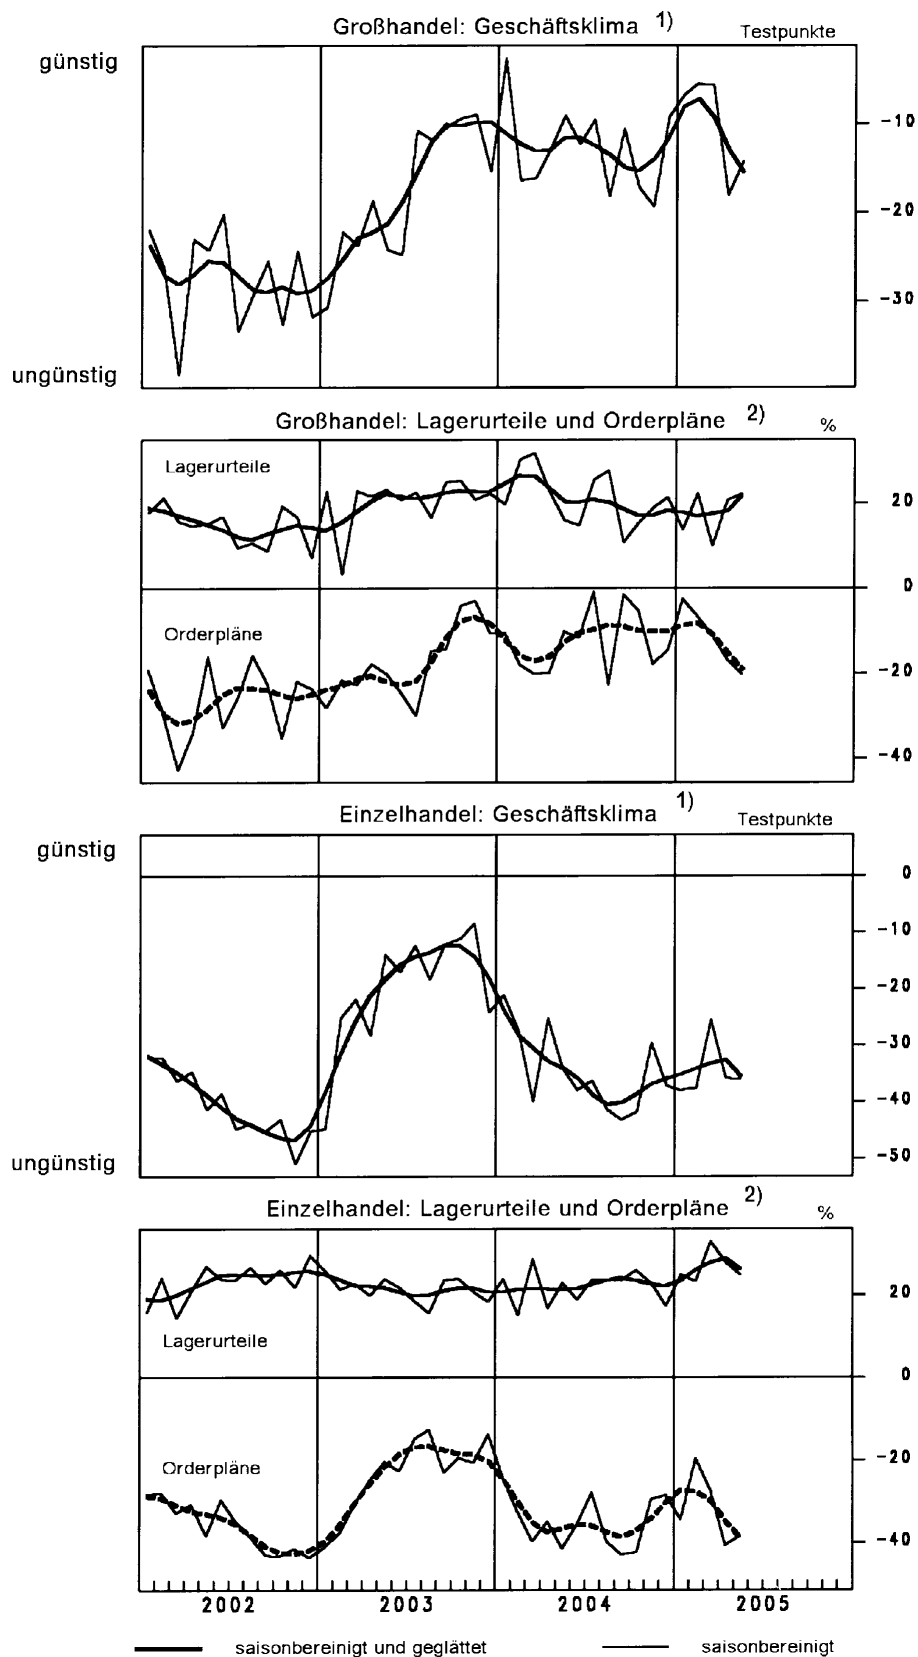 Großhandel: Geschäftsklima 1)
Testpunkte
günstig
-10
-20
-30
ungünstig
Großhandel: Lagerurteile und Orderpläne 2)
%
Lagerurteile
20
0
Orderpläne
-20
-40
Einzelhandel: Geschäftsklima 1)
Testpunkte
günstig
0
-10
-20
-30
-40
-50
ungünstig
Einzelhandel: Lagerurteile und Orderpläne 2)
%
20
Lagerurteile
0
-20
Orderpläne
-40
2002 2003 2004 2005
saisonbereinigt und geglättet saisonbereinigt